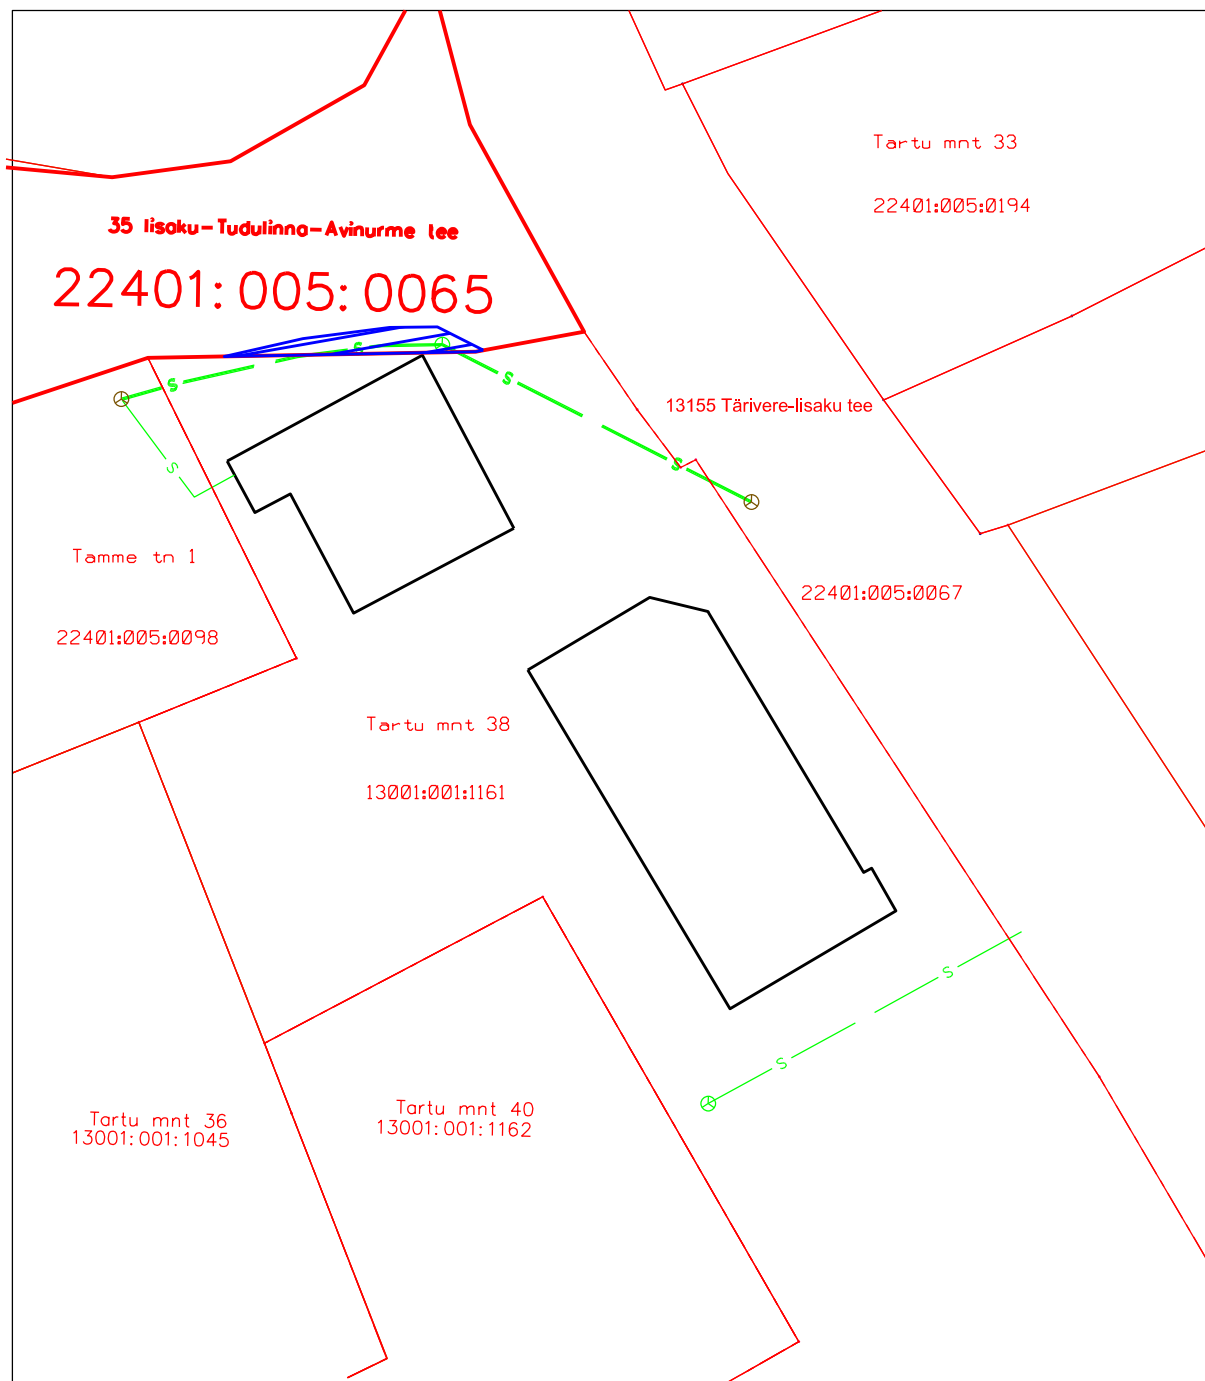 Tartu mnt 33
22401:005:0194
35 Iisaku-Tudulinna-Avinurme tee
22401:005:0065
S
S
S
13155 Tärivere-Iisaku tee
S
S
Tamme tn 1
22401:005:0067
22401:005:0098
Tartu mnt 38
13001:001:1161
S
S
Tartu mnt 36
13001:001:1045
Tartu mnt 40
13001:001:1162